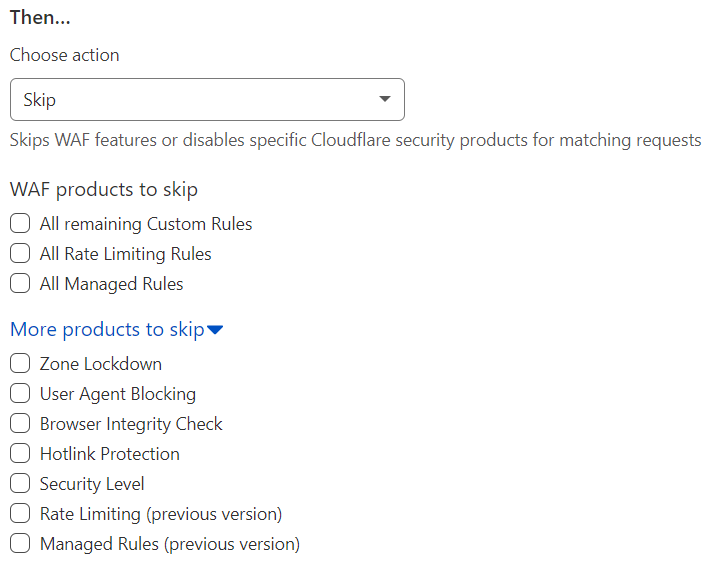 Then...
Choose action
Skip
Skips WAF features or disables specific Cloudflare security products for matching requests
WAF products to skip
All remaining Custom Rules
All Rate Limiting Rules
All Managed Rules
More products to skip
Zone Lockdown
User Agent Blocking
Browser Integrity Check
Hotlink Protection
Security Level
Rate Limiting (previous version)
Managed Rules (previous version)